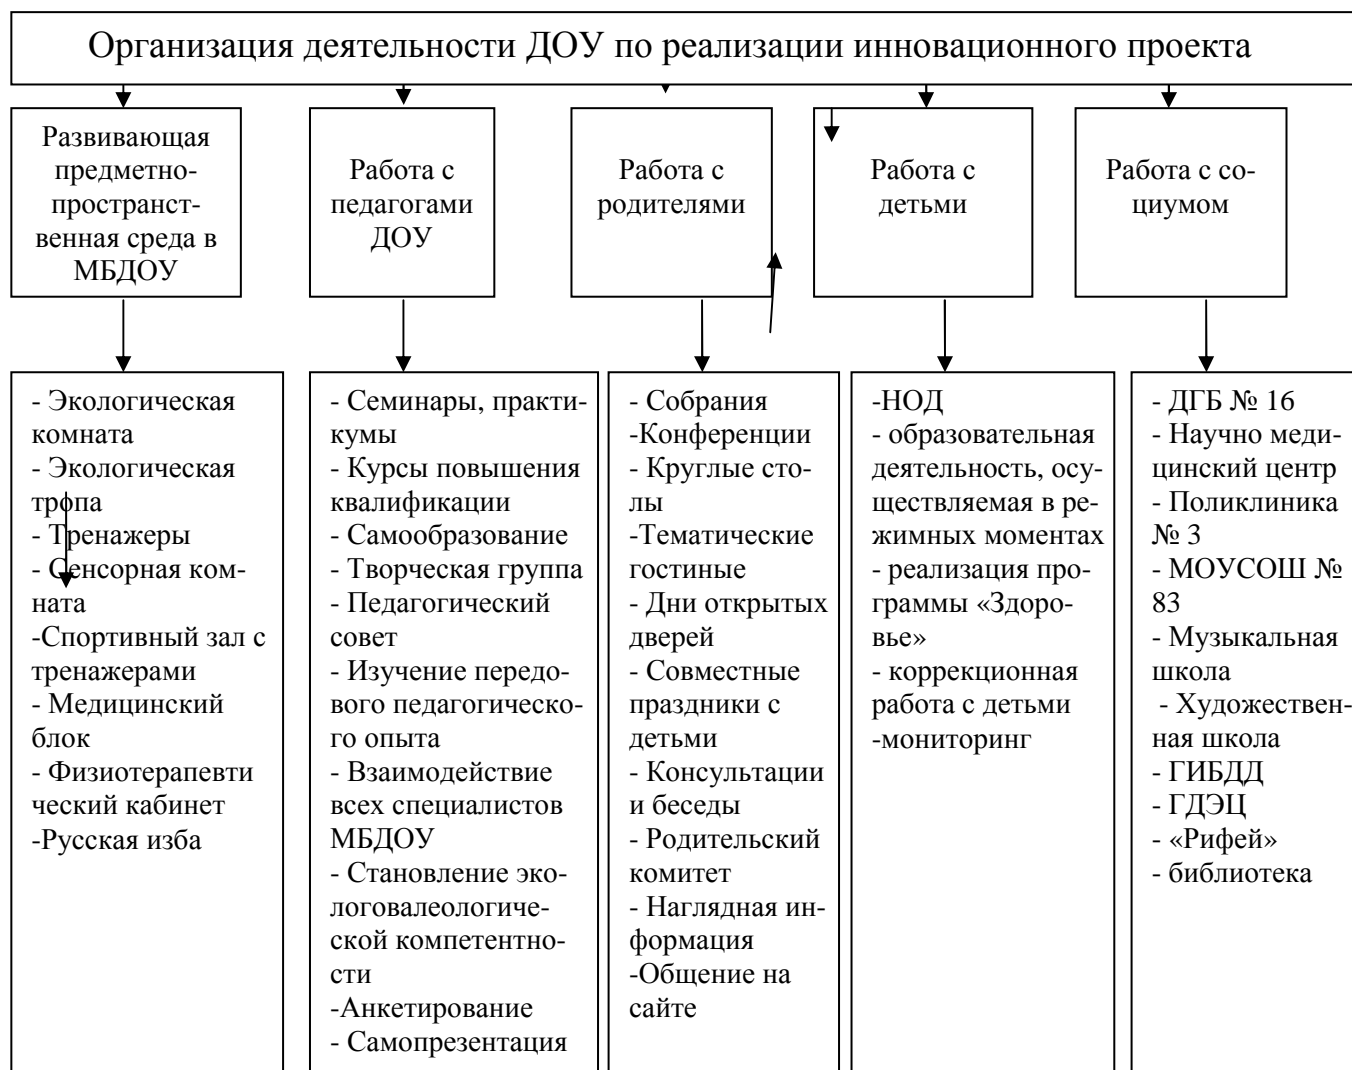 Организация деятельности ДОУ по реализации инновационного проекта
Развивающая
предметно-
пространст-
венная среда в
МБДОУ
Работа с
педагогами
ДОУ
Работа с
родителями
Работа с
детьми
Работа с со-
циумом
- Экологическая
комната
- Экологическая
тропа
- Тренажеры
- Сенсорная ком-
ната
-Спортивный зал с
тренажерами
- Медицинский
блок
- Физиотерапевти
ческий кабинет
-Русская изба
- Семинары, практи-
кумы
- Курсы повышения
квалификации
- Самообразование
- Творческая группа
- Педагогический
совет
- Изучение передо-
вого педагогическо-
го опыта
- Взаимодействие
всех специалистов
МБДОУ
- Становление эко-
логовалеологиче-
ской компетентно-
сти
-Анкетирование
- Самопрезентация
- Собрания
-Конференции
- Круглые сто-
лы
-Тематические
гостиные
- Дни открытых
дверей
- Совместные
праздники с
детьми
- Консультации
и беседы
- Родительский
комитет
- Наглядная ин-
формация
-Общение на
сайте
-НОД
- образовательная
деятельность, осу-
ществляемая в ре-
жимных моментах
- реализация про-
граммы «Здоро-
вье»
- коррекционная
работа с детьми
-мониторинг
- ДГБ № 16
- Научно меди-
цинский центр
- Поликлиника
№ 3
- МОУСОШ №
83
- Музыкальная
школа
- Художествен-
ная школа
- ГИБДД
- ГДЭЦ
- «Рифей»
- библиотека